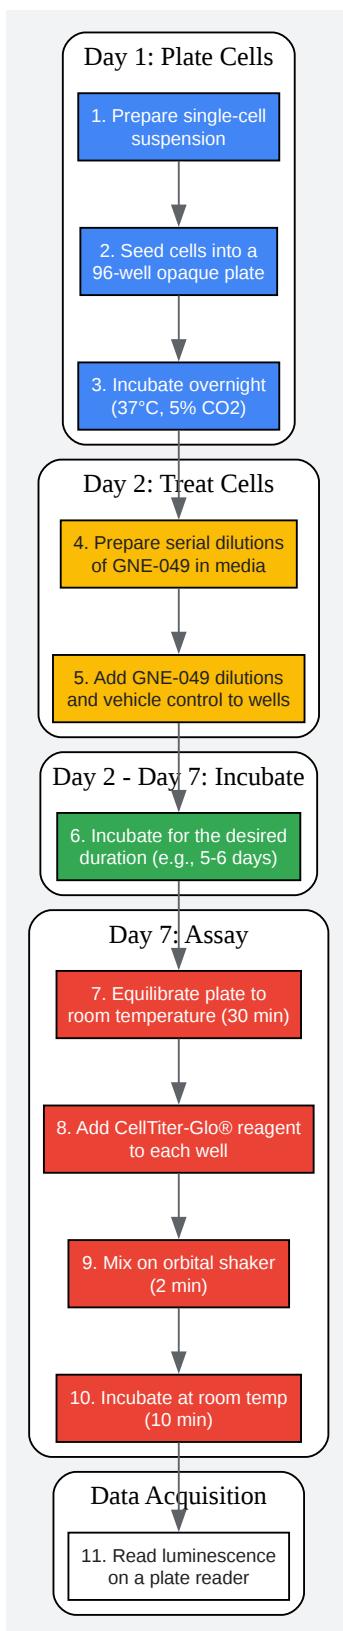 Day 1: Plate Cells
1. Prepare single-cell
suspension
2. Seed cells into a
96-well opaque plate
3. Incubate overnight
(37°C, 5% CO2)
Day 2: Treat Cells
4. Prepare serial dilutions
of GNE-049 in media
5. Add GNE-049 dilutions
and vehicle control to wells
Day 2 - Day 7: Incubate
6. Incubate for the desired
duration (e.g., 5-6 days)
Day 7: Assay
7. Equilibrate plate to
room temperature (30 min)
8. Add CellTiter-Glo® reagent
to each well
9. Mix on orbital shaker
(2 min)
10. Incubate at room temp
(10 min)
Data Acquisition
11. Read luminescence
on a plate reader